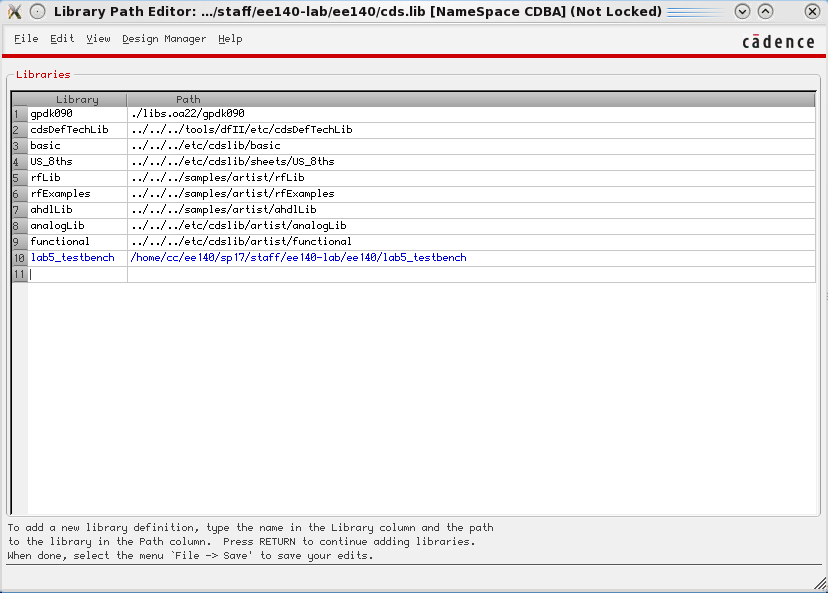 Library Path Editor: .../staff/ee140-lab/ee140/cds.lib [NameSpace CDBA] (Not Locked)
File Edit View Design Manager Help
cādence
Libraries
Library Path
1 gpdk090 ./libs.oa22/gpdk090
2 cdsDefTechLib ../../../tools/dfII/etc/cdsDefTechLib
3 basic ../../../etc/cdslib/basic
4 US_8ths ../../../etc/cdslib/sheets/US_8ths
5 rfLib ../../../samples/artist/rfLib
6 rfExamples ../../../samples/artist/rfExamples
7 ahdlLib ../../../samples/artist/ahdlLib
8 analogLib ../../../etc/cdslib/artist/analogLib
9 functional ../../../etc/cdslib/artist/functional
10 lab5_testbench /home/cc/ee140/sp17/staff/ee140-lab/ee140/lab5_testbench
11
To add a new library definition, type the name in the Library column and the path
to the library in the Path column.  Press RETURN to continue adding libraries.
When done, select the menu `File -> Save' to save your edits.